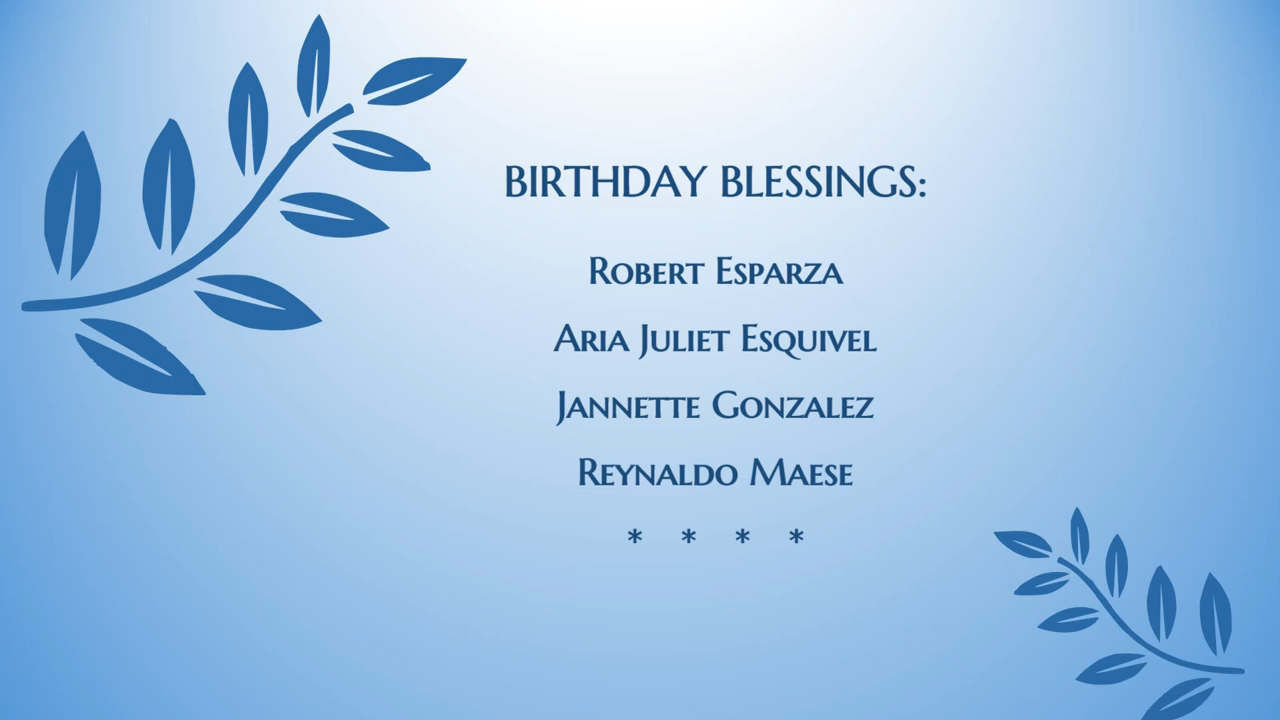 BIRTHDAY BLESSINGS:
Robert Esparza
Aria Juliet Esquivel
Jannette Gonzalez
Reynaldo Maese
* * * *